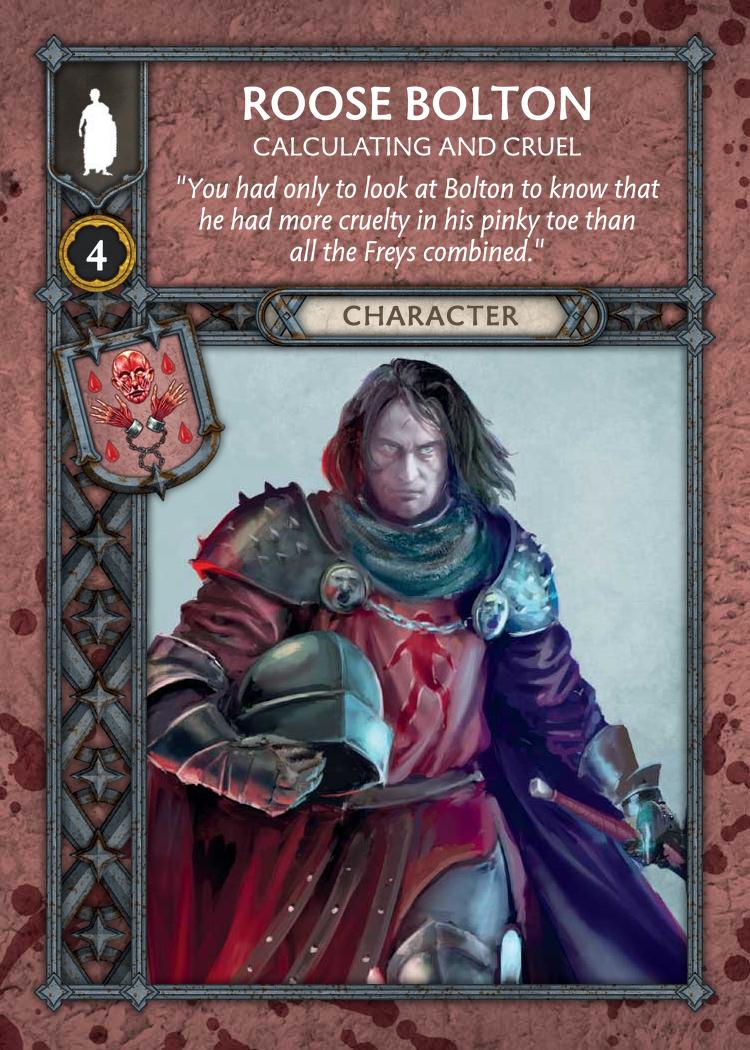 ROOSE BOLTON
CALCULATING AND CRUEL
"You had only to look at Bolton to know that
he had more cruelty in his pinky toe than
all the Freys combined."
4
CHARACTER